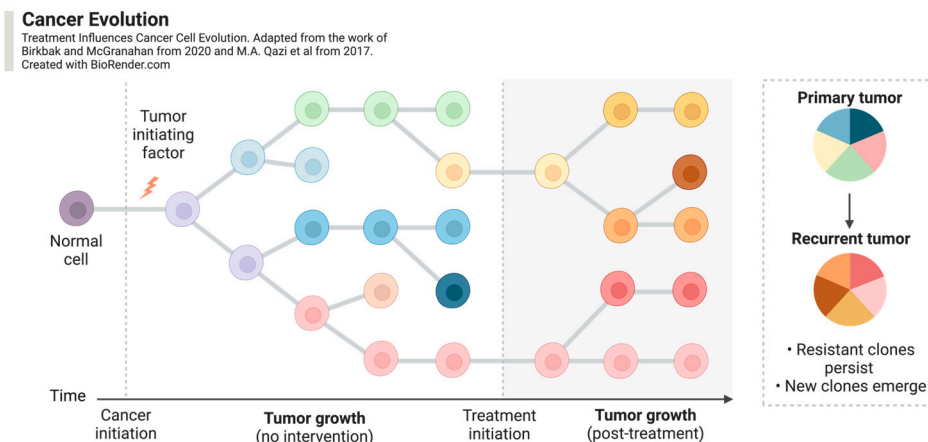 Cancer Evolution
Treatment Influences Cancer Cell Evolution. Adapted from the work of
Birkbak and McGranahan from 2020 and M.A. Qazi et al from 2017.
Created with BioRender.com
Tumor
initiating
factor
Normal
cell
Time
Cancer
initiation
Tumor growth
(no intervention)
Treatment
initiation
Tumor growth
(post-treatment)
Primary tumor
Recurrent tumor
• Resistant clones
persist
• New clones emerge